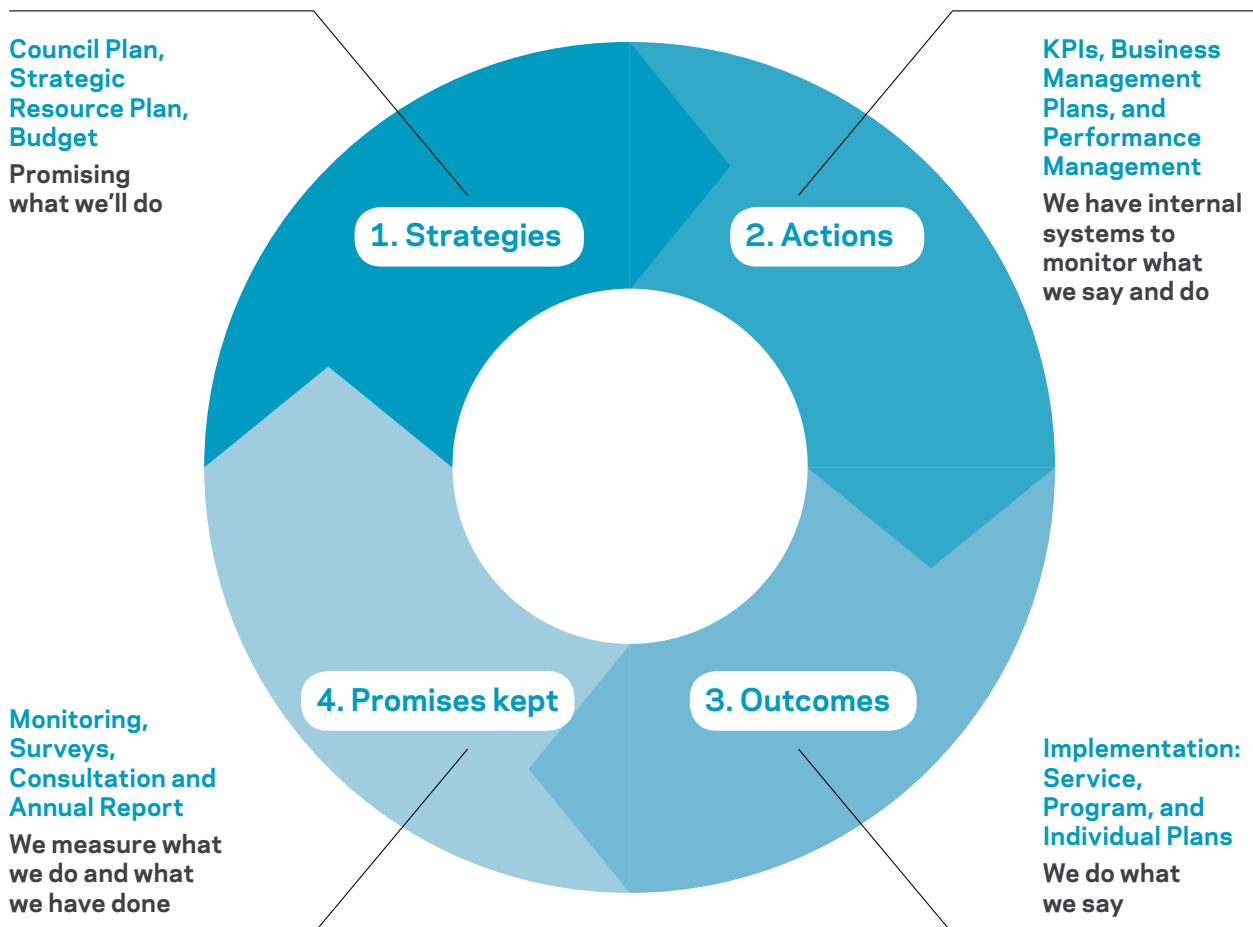 Council Plan,
Strategic
Resource Plan,
Budget
Promising
what we'll do
1. Strategies
2. Actions
KPIs, Business
Management
Plans, and
Performance
Management
We have internal
systems to
monitor what
we say and do
4. Promises kept
3. Outcomes
Monitoring,
Surveys,
Consultation and
Annual Report
We measure what
we do and what
we have done
Implementation:
Service,
Program, and
Individual Plans
We do what
we say